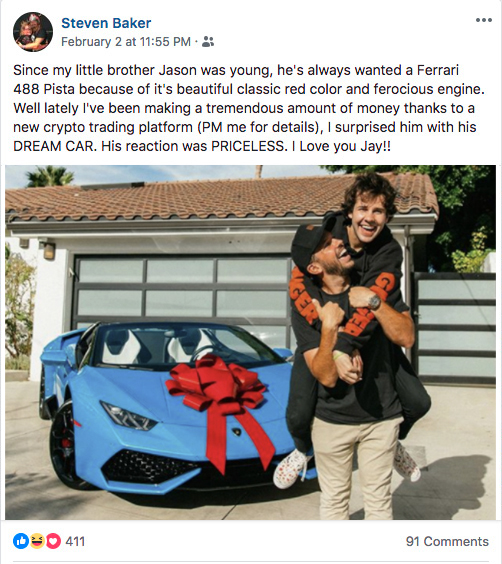 Steven Baker
February 2 at 11:55 PM ·
Since my little brother Jason was young, he's always wanted a Ferrari
488 Pista because of it's beautiful classic red color and ferocious engine.
Well lately I've been making a tremendous amount of money thanks to a
new crypto trading platform (PM me for details), I surprised him with his
DREAM CAR. His reaction was PRICELESS. I Love you Jay!!
411
91 Comments